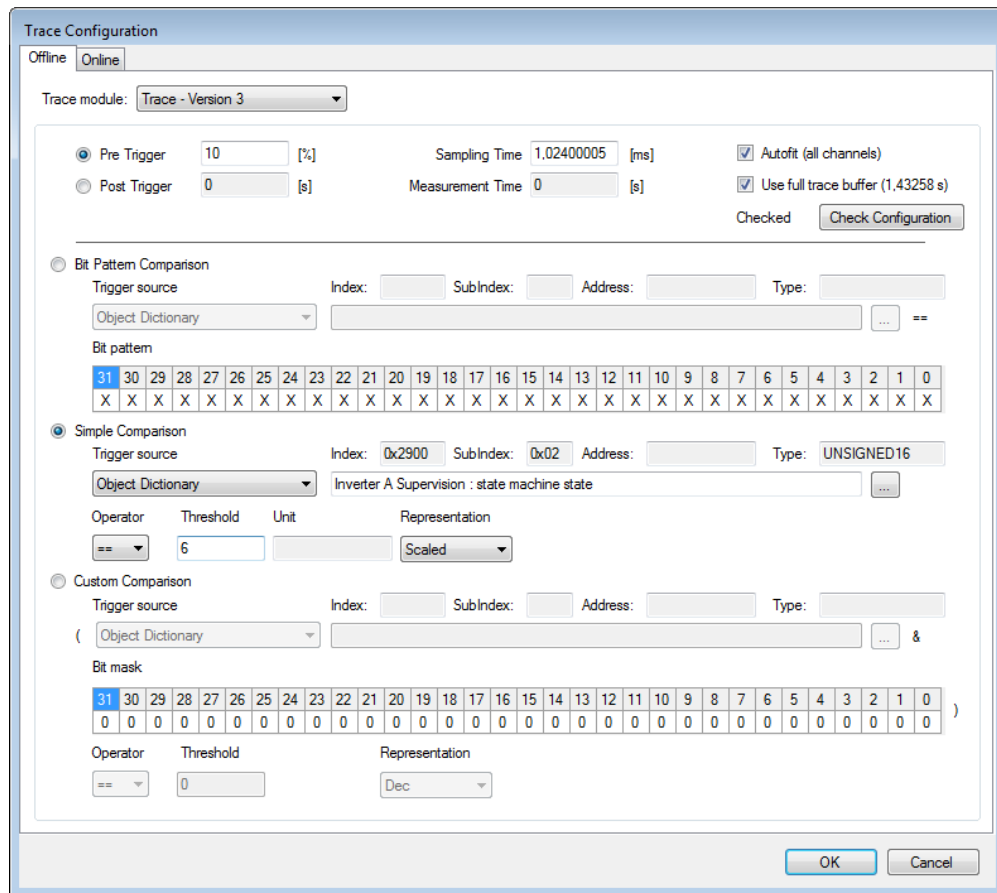 Trace Configuration
Offline Online
Trace module: Trace - Version 3
Pre Trigger 10 [%] Sampling Time 1,02400005 [ms] Autofit (all channels)
Post Trigger 0 [s] Measurement Time 0 [s] Use full trace buffer (1,43258 s)
Checked Check Configuration
Bit Pattern Comparison
Trigger source Index: SubIndex: Address: Type:
Object Dictionary ... ==
Bit pattern
31 30 29 28 27 26 25 24 23 22 21 20 19 18 17 16 15 14 13 12 11 10 9 8 7 6 5 4 3 2 1 0
X X X X X X X X X X X X X X X X X X X X X X X X X X X X X X X X
Simple Comparison
Trigger source Index: 0x2900 SubIndex: 0x02 Address: Type: UNSIGNED16
Object Dictionary Inverter A Supervision : state machine state ...
Operator Threshold Unit Representation
== 6 Scaled
Custom Comparison
Trigger source Index: SubIndex: Address: Type:
( Object Dictionary ... &
Bit mask
31 30 29 28 27 26 25 24 23 22 21 20 19 18 17 16 15 14 13 12 11 10 9 8 7 6 5 4 3 2 1 0
0 0 0 0 0 0 0 0 0 0 0 0 0 0 0 0 0 0 0 0 0 0 0 0 0 0 0 0 0 0 0 0 )
Operator Threshold Representation
== 0 Dec
OK Cancel